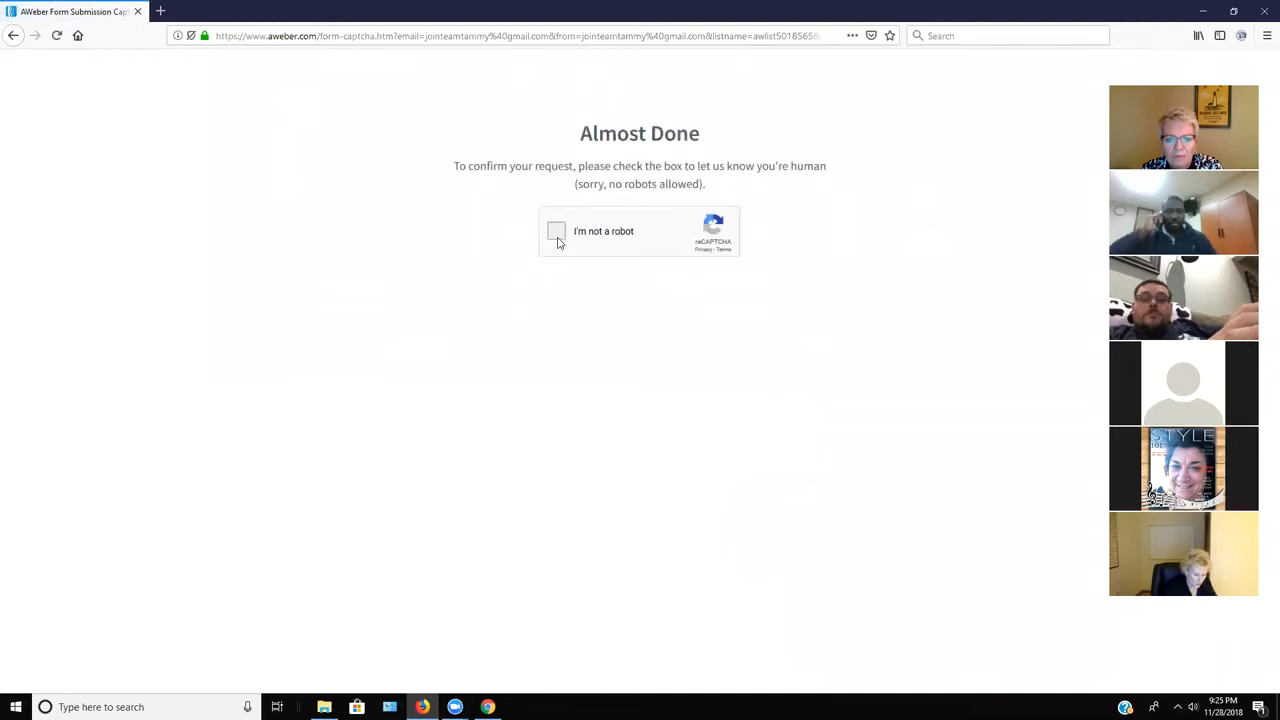 AWeber Form Submission Capt
https://www.aweber.com/form-captcha.htm?email=jointeamtammy%40gmail.com&from=jointeamtammy%40gmail.com&listname=awlist5018565&
Search
Almost Done
To confirm your request, please check the box to let us know you're human
(sorry, no robots allowed).
I'm not a robot
reCAPTCHA
Privacy - Terms
STYLE
Type here to search
9:25 PM
11/28/2018